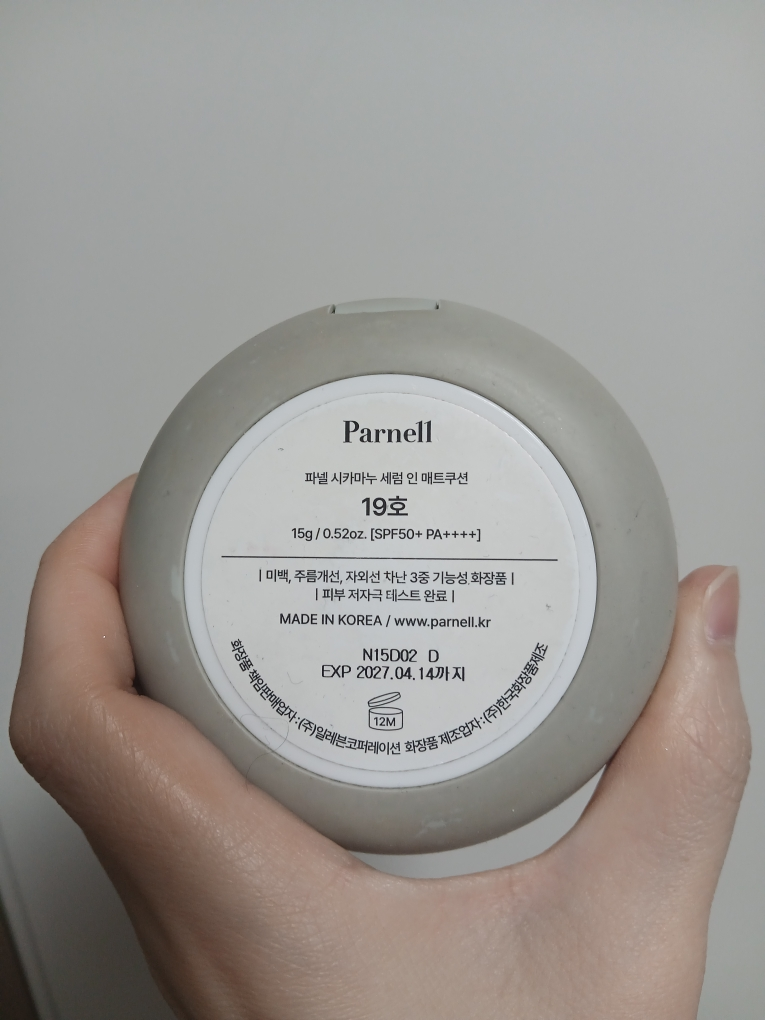 Parnell
파넬 시카마누 세럼 인 매트쿠션
19호
15g / 0.52oz. [SPF50+ PA++++]
| 미백, 주름개선, 자외선 차난 3중 기능성 화장품 |
| 피부 저자극 테스트 완료 |
MADE IN KOREA / www.parnell.kr
N15D02 D
EXP 2027.04.14까지
12M
화장품 책임판매업자 : (주)일레븐코퍼레이션 화장품 제조업자 : (주)한국화장품제조